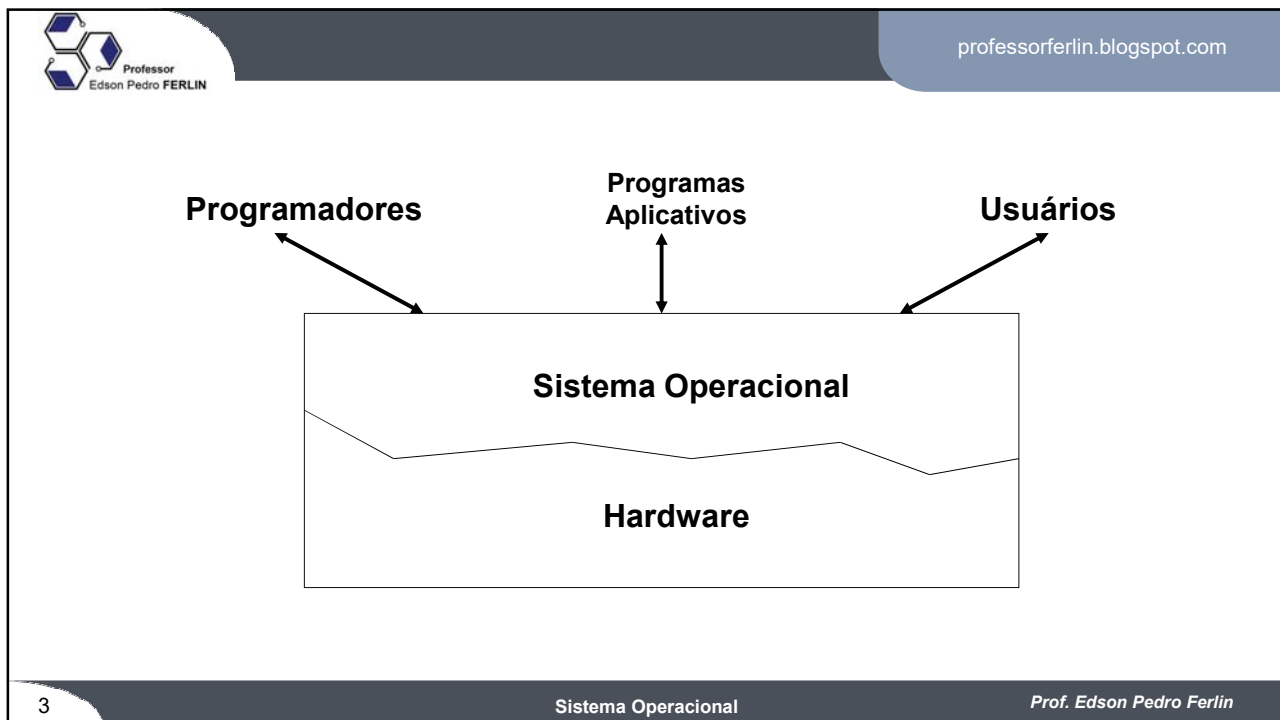 professorferlin.blogspot.com
Professor
Edson Pedro FERLIN
Programadores
Programas
Aplicativos
Usuários
Sistema Operacional
Hardware
3
Sistema Operacional
Prof. Edson Pedro Ferlin